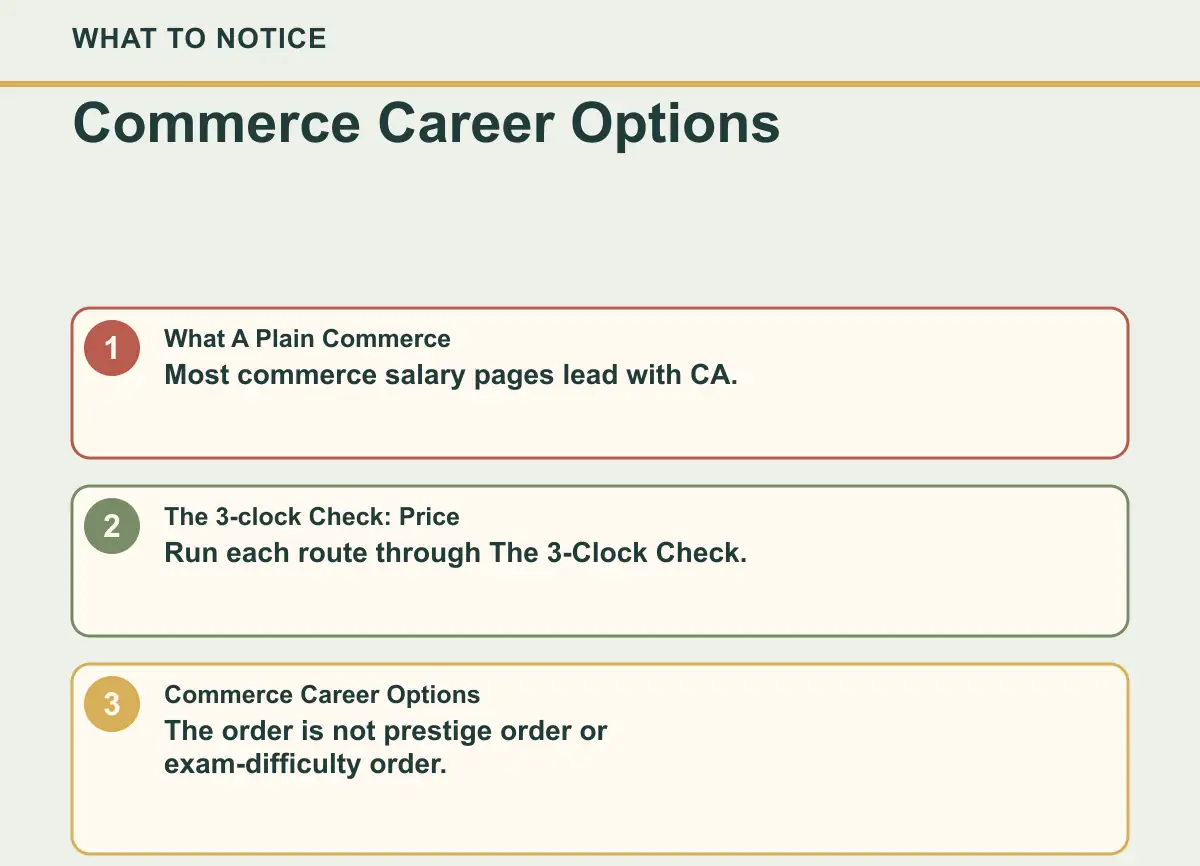 WHAT TO NOTICE
Commerce Career Options
1
What A Plain Commerce
Most commerce salary pages lead with CA.
2
The 3-clock Check: Price
Run each route through The 3-Clock Check.
3
Commerce Career Options
The order is not prestige order or
exam-difficulty order.